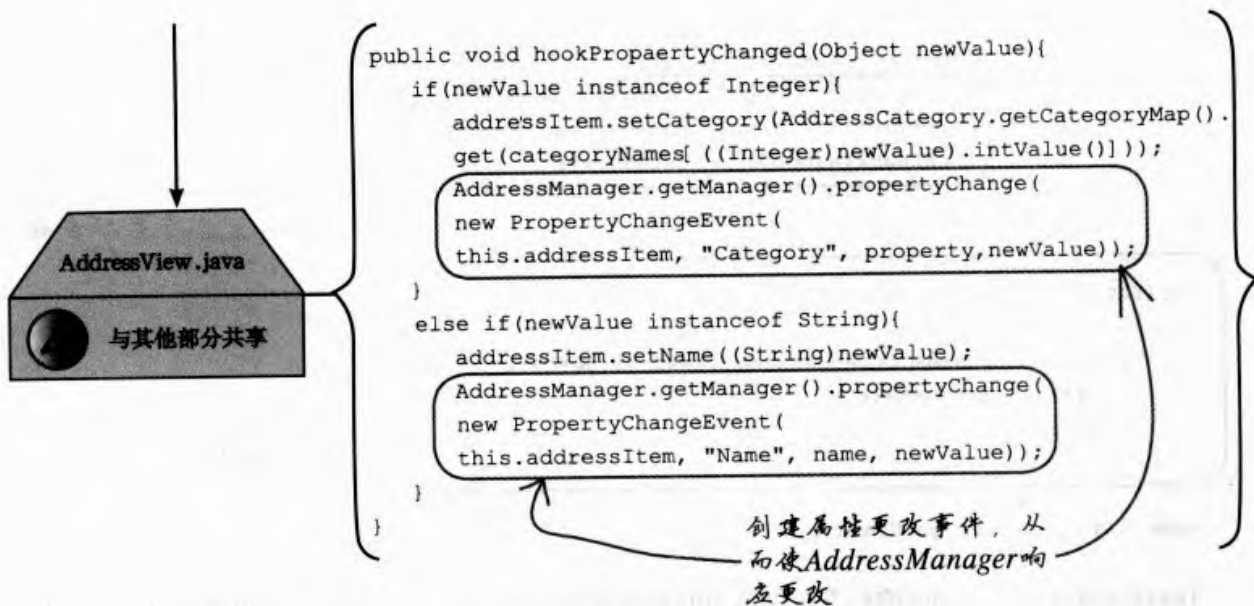 public void hookPropaertyChanged(Object newValue){
if(newValue instanceof Integer){
addressItem.setCategory(AddressCategory.getCategoryMap().
get(categoryNames[ ((Integer)newValue).intValue()] ));
AddressManager.getManager().propertyChange(
new PropertyChangeEvent(
this.addressItem, "Category", property,newValue));
}
else if(newValue instanceof String){
addressItem.setName((String)newValue);
AddressManager.getManager().propertyChange(
new PropertyChangeEvent(
this.addressItem, "Name", name, newValue));
}
}
AddressView.java
与其他部分共享
创建属性更改事件，从
而使AddressManager响
应更改